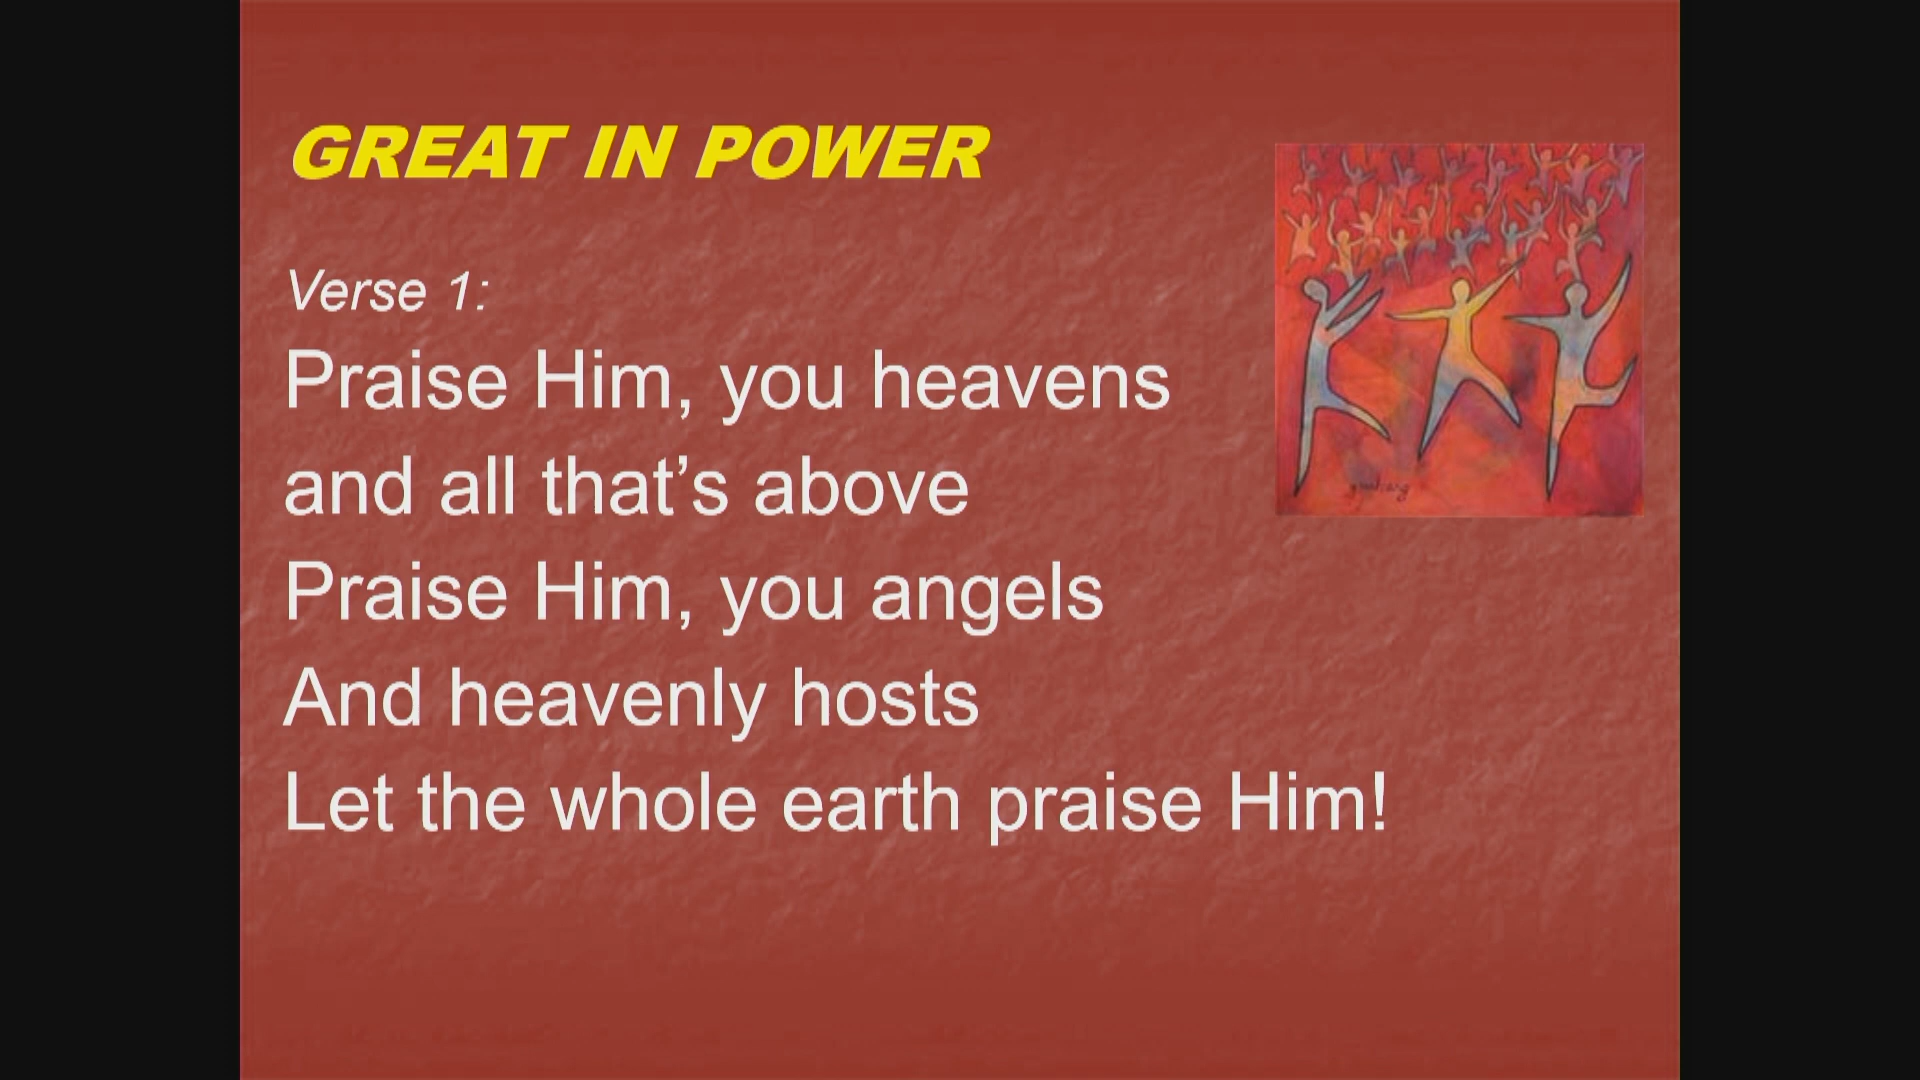 GREAT IN POWER
Verse 1:
Praise Him, you heavens
and all that’s above
Praise Him, you angels
And heavenly hosts
Let the whole earth praise Him!